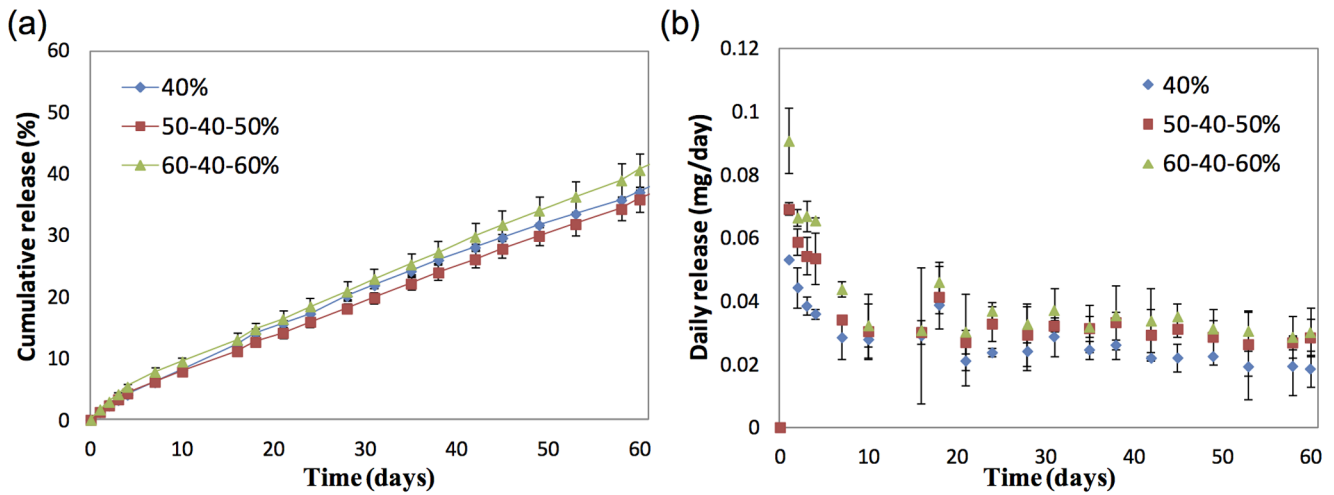 (a)
60
50
40
30
20
10
0
Cumulative release (%)
40%
50-40-50%
60-40-60%
0 10 20 30 40 50 60
Time (days)
(b)
0.12
0.1
0.08
0.06
0.04
0.02
0
Daily release (mg/day)
40%
50-40-50%
60-40-60%
0 10 20 30 40 50 60
Time (days)